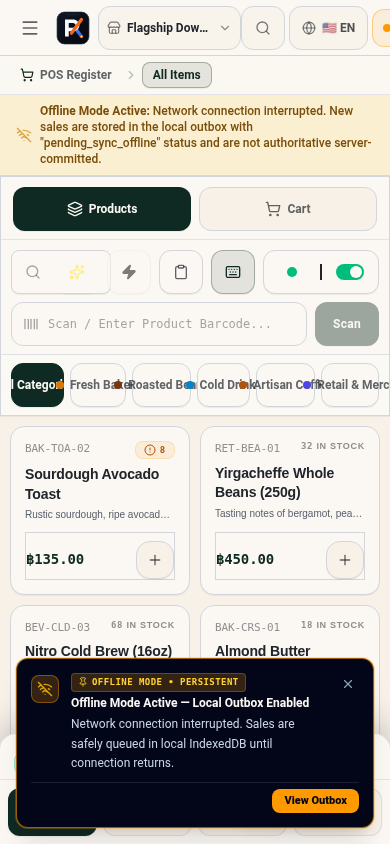 Flagship Dow...
🇺🇸 EN
POS Register
All Items
Offline Mode Active: Network connection interrupted. New
sales are stored in the local outbox with
"pending_sync_offline" status and are not authoritative server-
committed.
Products
Cart
Scan / Enter Product Barcode...
Scan
l Categor
Fresh Bake
Roasted Bea
Cold Drink
Artisan Coff
Retail & Merc
BAK-TOA-02
8
Sourdough Avocado
Toast
Rustic sourdough, ripe avocad...
฿135.00
RET-BEA-01
32 IN STOCK
Yirgacheffe Whole
Beans (250g)
Tasting notes of bergamot, pea...
฿450.00
BEV-CLD-03
68 IN STOCK
Nitro Cold Brew (16oz)
BAK-CRS-01
18 IN STOCK
Almond Butter
OFFLINE MODE • PERSISTENT
Offline Mode Active — Local Outbox Enabled
Network connection interrupted. Sales are
safely queued in local IndexedDB until
connection returns.
View Outbox